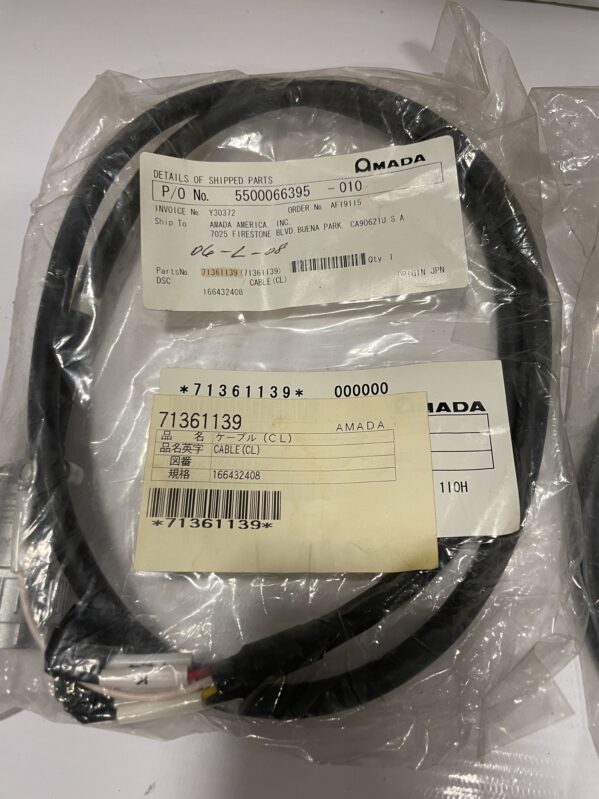 AMADA
DETAILS OF SHIPPED PARTS
P/O No. 5500066395 -010
INVOICE No. Y30372 ORDER No. AF19115
Ship To AMADA AMERICA, INC.
7025 FIRESTONE BLVD BUENA PARK, CA90621U S A
06-L-08
PartsNo. 71361139 (71361139) Qty 1
DSC CABLE(CL) ORIGIN JPN
166432408
*71361139* 000000
AMADA
71361139 AMADA
品名 ケーブル(CL)
品名英字 CABLE(CL)
図番
規格 166432408
*71361139*
110H